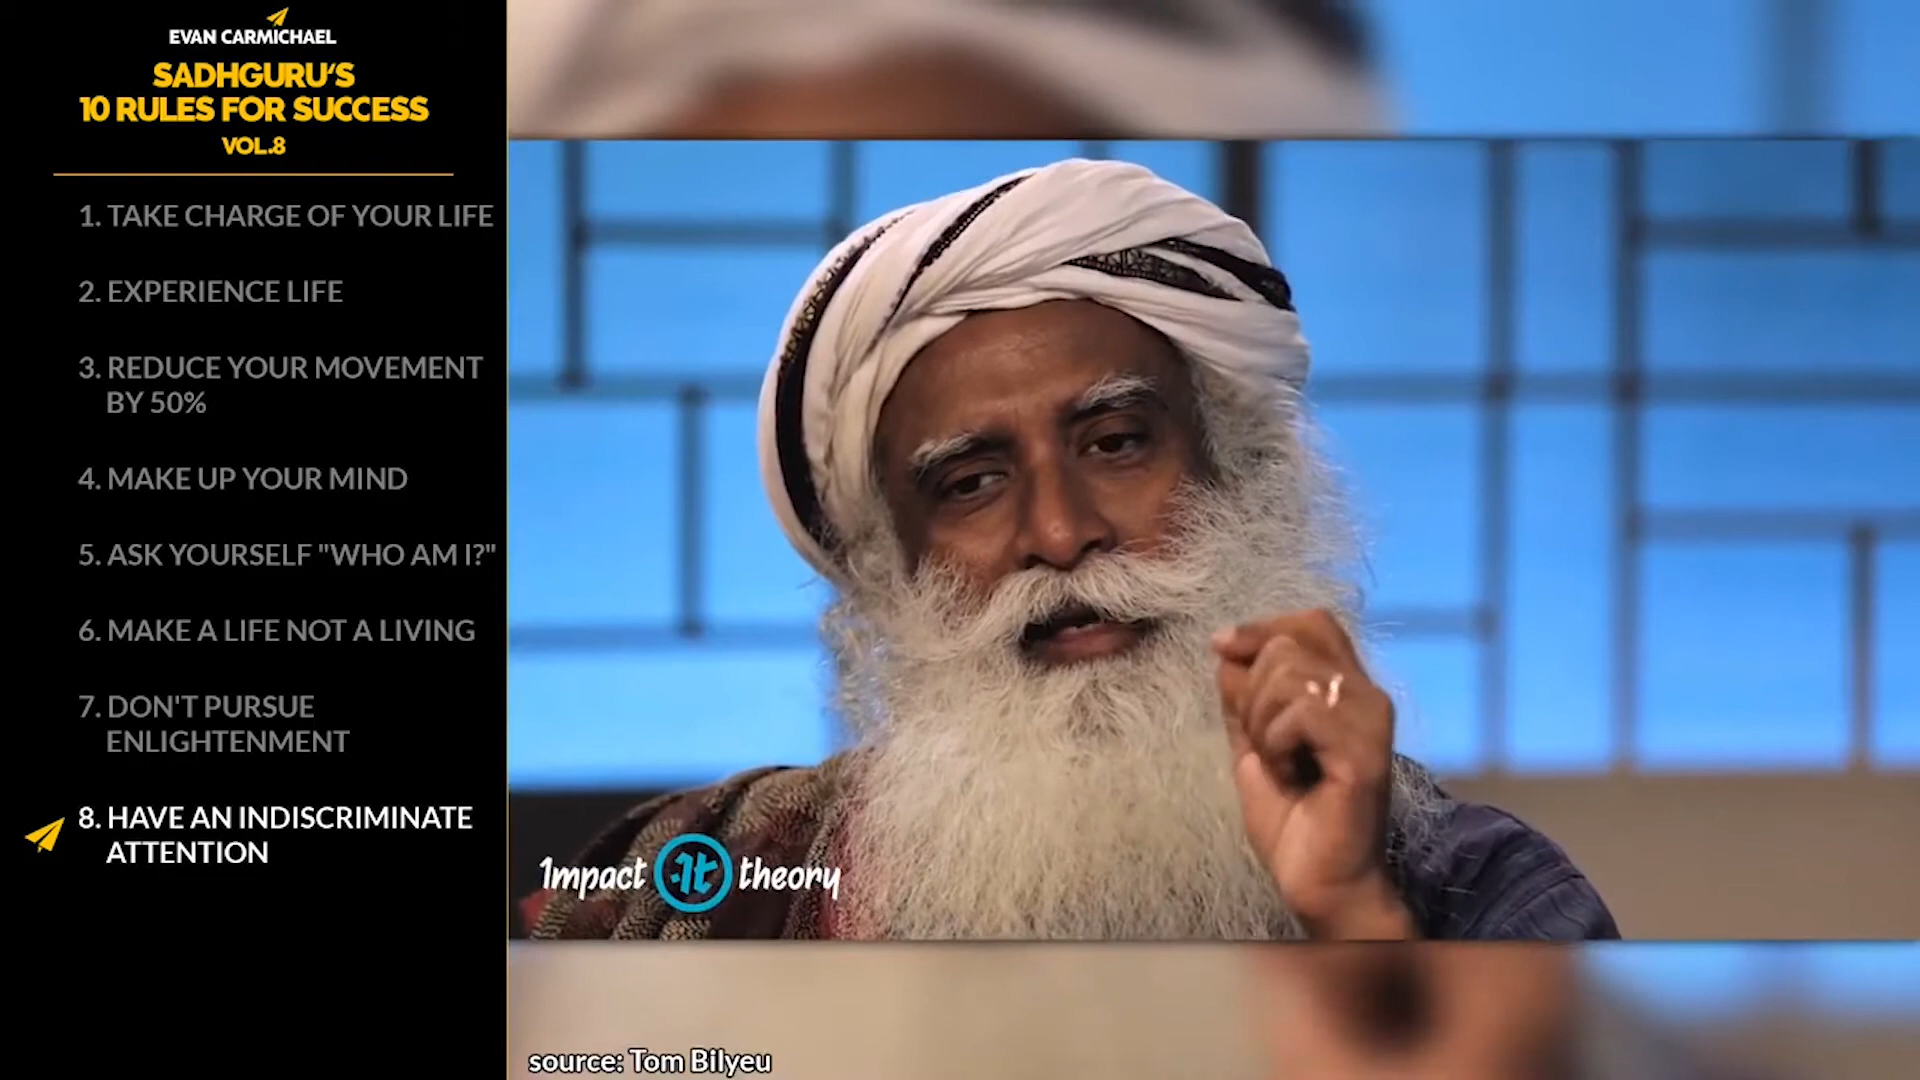 EVAN CARMICHAEL
SADHGURU'S
10 RULES FOR SUCCESS
VOL.8
1. TAKE CHARGE OF YOUR LIFE
2. EXPERIENCE LIFE
3. REDUCE YOUR MOVEMENT
BY 50%
4. MAKE UP YOUR MIND
5. ASK YOURSELF "WHO AM I?"
6. MAKE A LIFE NOT A LIVING
7. DON'T PURSUE
ENLIGHTENMENT
8. HAVE AN INDISCRIMINATE
ATTENTION
Impact It theory
source: Tom Bilyeu